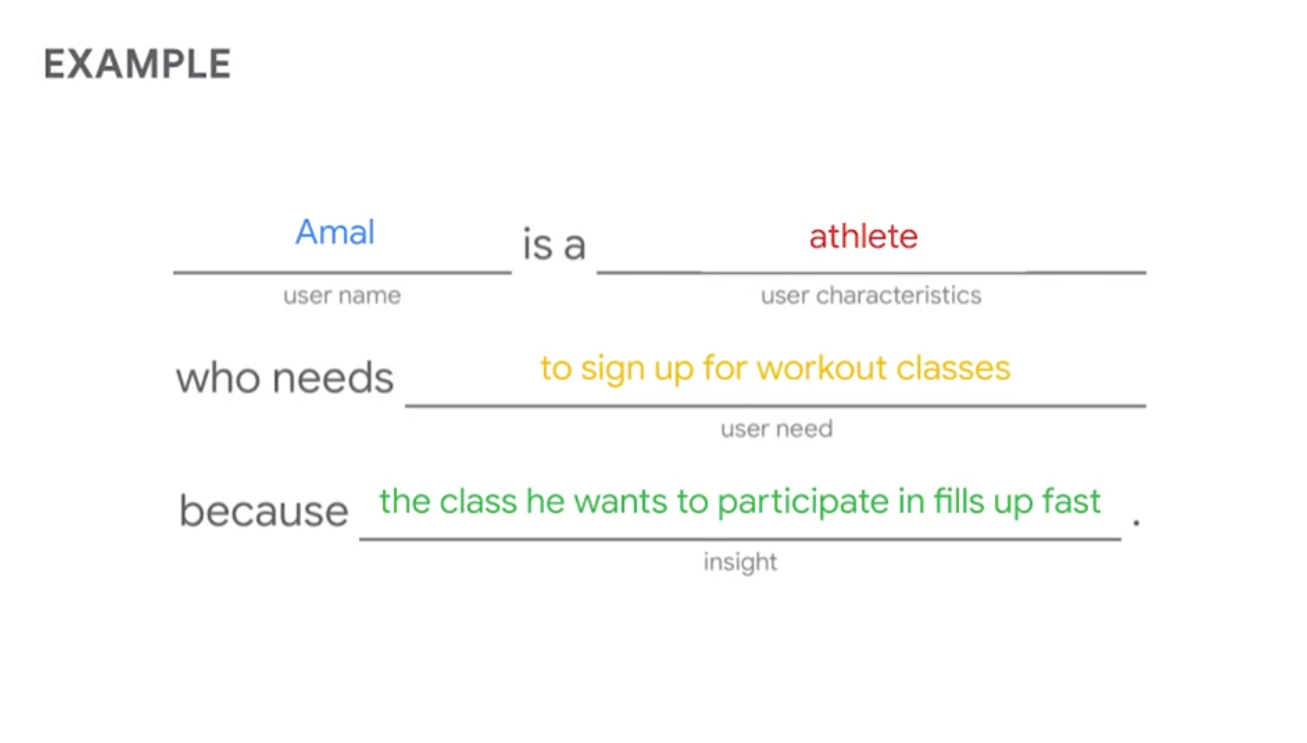 EXAMPLE
Amal is a athlete
user name user characteristics
who needs to sign up for workout classes
user need
because the class he wants to participate in fills up fast .
insight